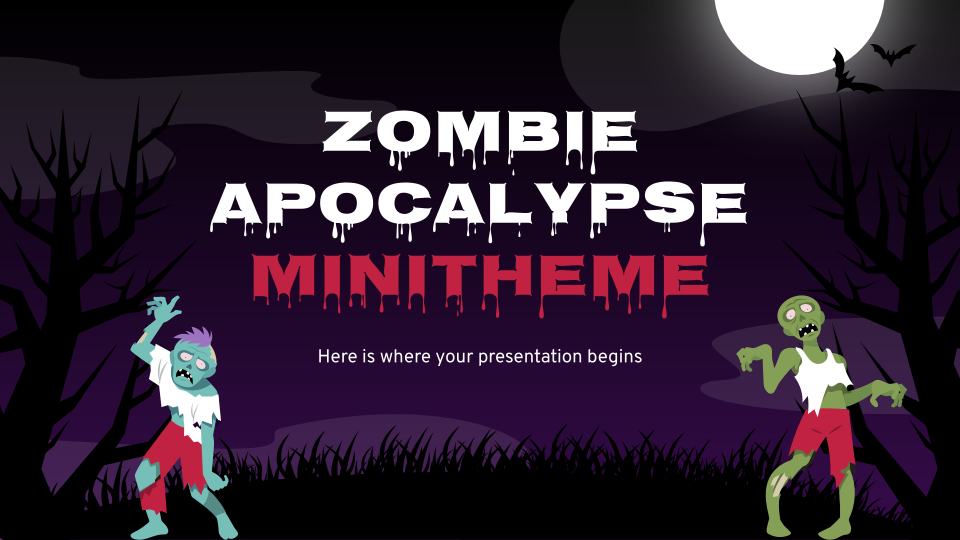 ZOMBIE
APOCALYPSE
MINITHEME
Here is where your presentation begins